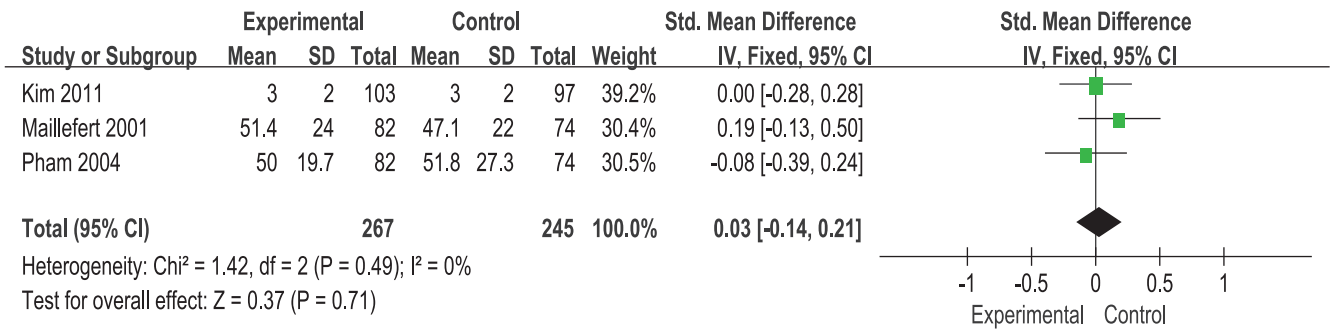 Experimental Control Std. Mean Difference Std. Mean Difference
Study or Subgroup Mean SD Total Mean SD Total Weight IV, Fixed, 95% CI IV, Fixed, 95% CI
Kim 2011 3 2 103 3 2 97 39.2% 0.00 [-0.28, 0.28]
Maillefert 2001 51.4 24 82 47.1 22 74 30.4% 0.19 [-0.13, 0.50]
Pham 2004 50 19.7 82 51.8 27.3 74 30.5% -0.08 [-0.39, 0.24]
Total (95% CI) 267 245 100.0% 0.03 [-0.14, 0.21]
Heterogeneity: Chi² = 1.42, df = 2 (P = 0.49); I² = 0%
Test for overall effect: Z = 0.37 (P = 0.71)
-1 -0.5 0 0.5 1
Experimental Control